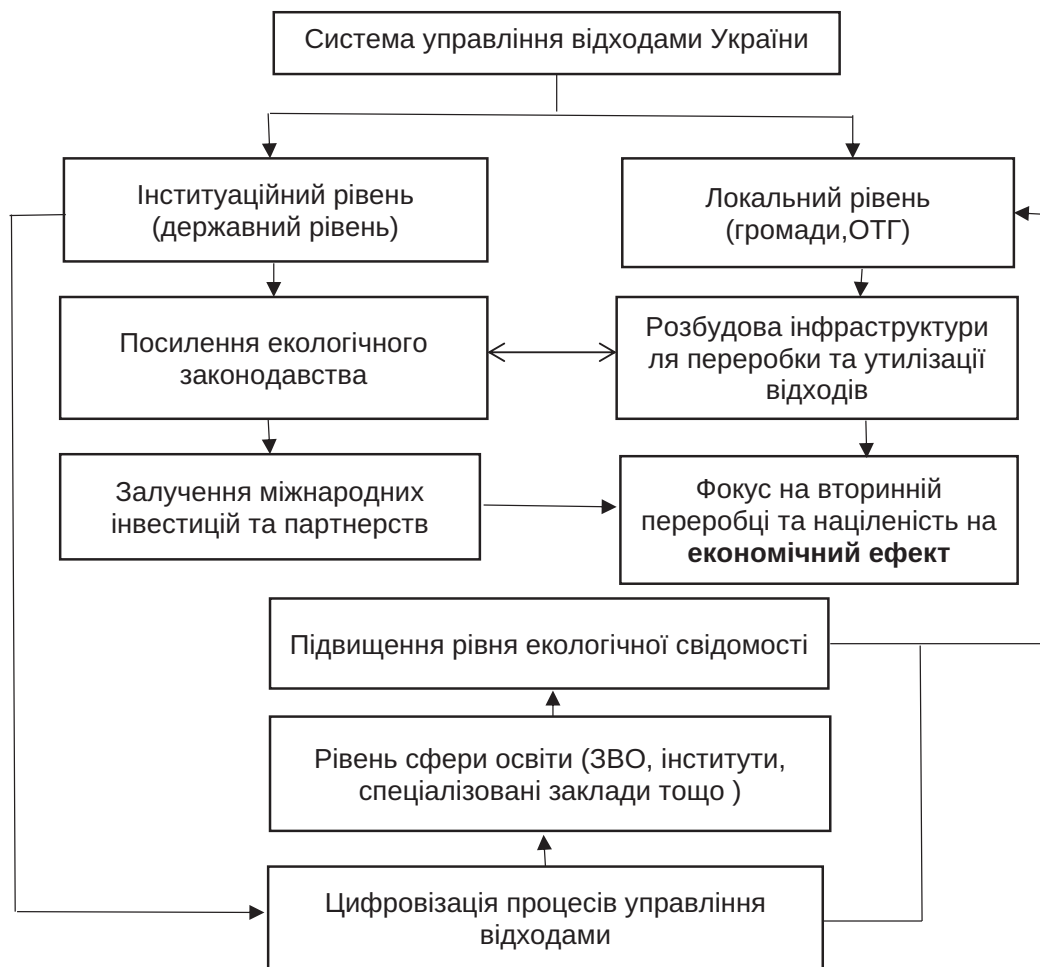 Система управління відходами України
Інституаційний рівень
(державний рівень)
Локальний рівень
(громади,ОТГ)
Посилення екологічного
законодавства
Розбудова інфраструктури
ля переробки та утилізації
відходів
Залучення міжнародних
інвестицій та партнерств
Фокус на вторинній
переробці та націленість на
економічний ефект
Підвищення рівня екологічної свідомості
Рівень сфери освіти (ЗВО, інститути,
спеціалізовані заклади тощо )
Цифровізація процесів управління
відходами